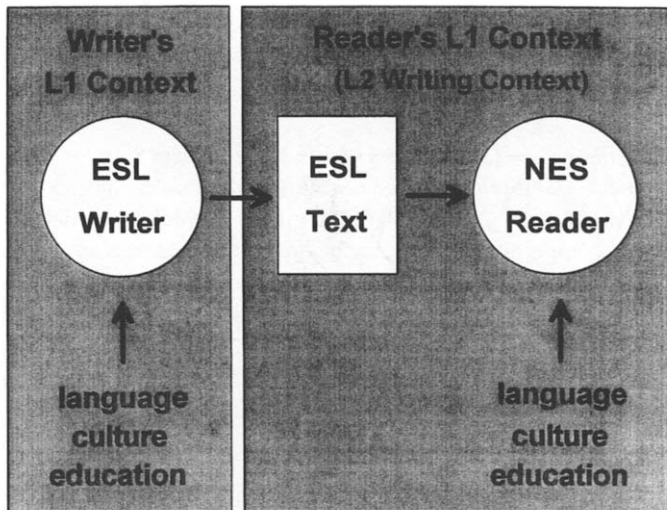 Writer's
L1 Context
Reader's L1 Context
(L2 Writing Context)
ESL
Writer
ESL
Text
NES
Reader
language
culture
education
language
culture
education